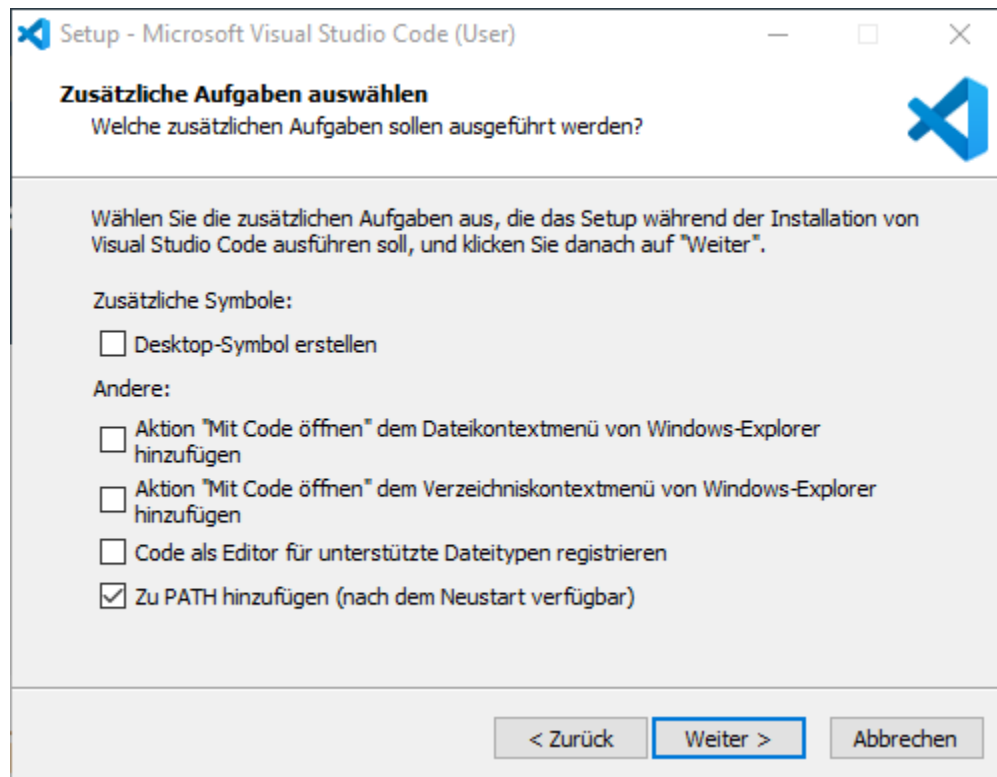 Setup - Microsoft Visual Studio Code (User)
Zusätzliche Aufgaben auswählen
Welche zusätzlichen Aufgaben sollen ausgeführt werden?
Wählen Sie die zusätzlichen Aufgaben aus, die das Setup während der Installation von
Visual Studio Code ausführen soll, und klicken Sie danach auf "Weiter".
Zusätzliche Symbole:
Desktop-Symbol erstellen
Andere:
Aktion "Mit Code öffnen" dem Dateikontextmenü von Windows-Explorer
hinzufügen
Aktion "Mit Code öffnen" dem Verzeichniskontextmenü von Windows-Explorer
hinzufügen
Code als Editor für unterstützte Dateitypen registrieren
Zu PATH hinzufügen (nach dem Neustart verfügbar)
< Zurück
Weiter >
Abbrechen